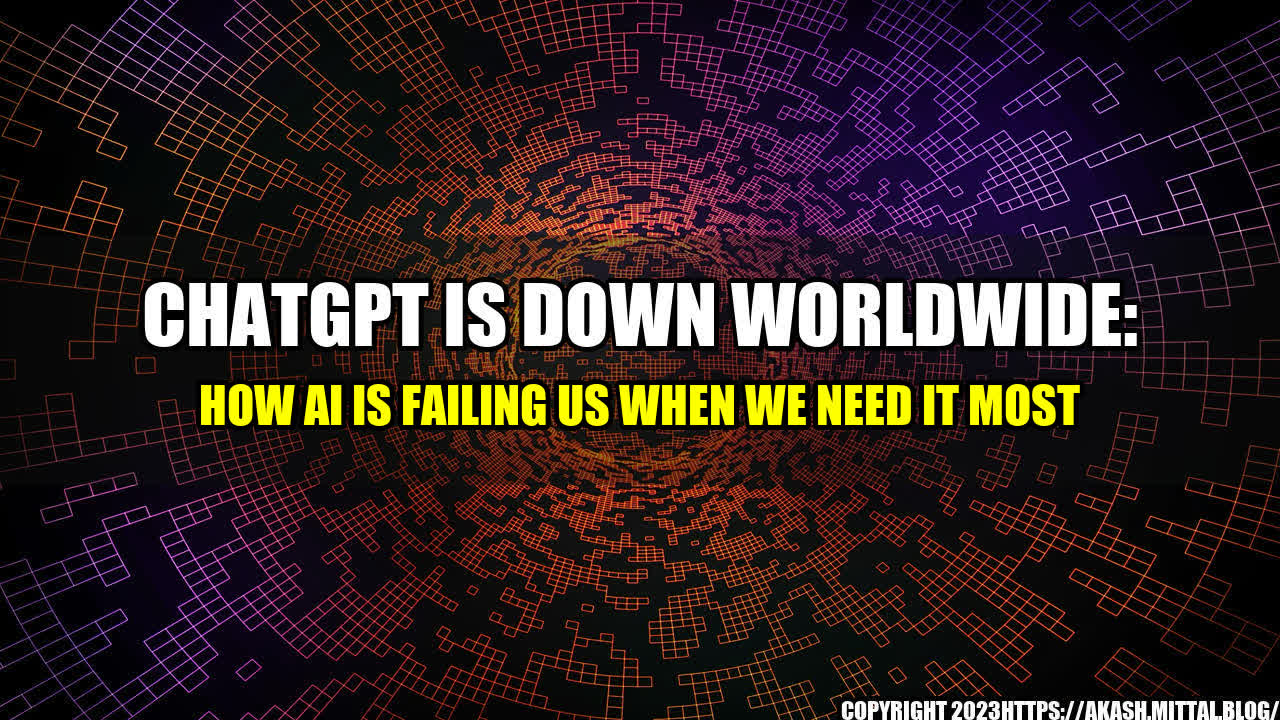 CHATGPT IS DOWN WORLDWIDE:
HOW AI IS FAILING US WHEN WE NEED IT MOST
COPYRIGHT 2023HTTPS://AKASH.MITTAL.BLOG/